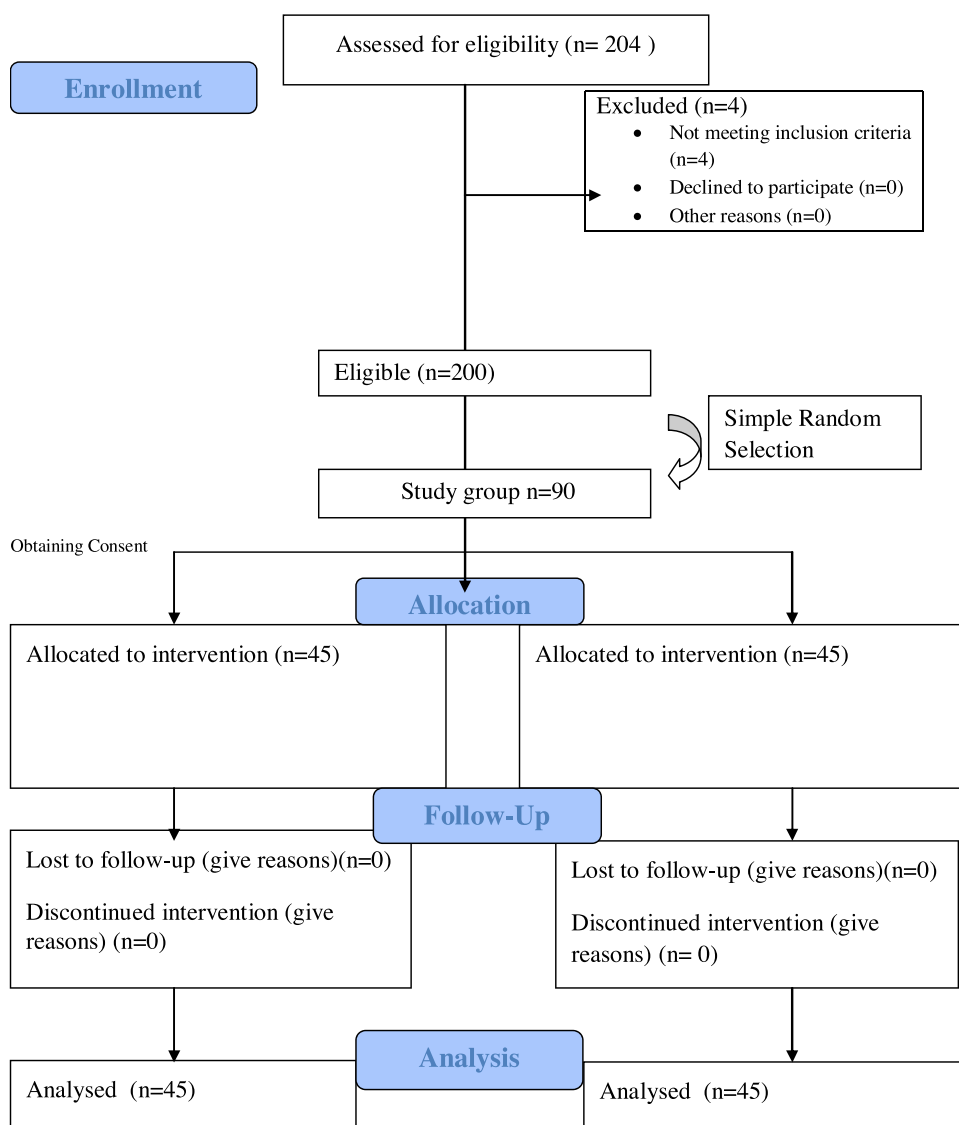 Assessed for eligibility (n= 204 )
Enrollment
Excluded (n=4)
• Not meeting inclusion criteria
(n=4)
• Declined to participate (n=0)
• Other reasons (n=0)
Eligible (n=200)
Simple Random
Selection
Study group n=90
Obtaining Consent
Allocation
Allocated to intervention (n=45)
Allocated to intervention (n=45)
Follow-Up
Lost to follow-up (give reasons)(n=0)
Discontinued intervention (give
reasons) (n=0)
Lost to follow-up (give reasons)(n=0)
Discontinued intervention (give
reasons) (n= 0)
Analysis
Analysed  (n=45)
Analysed  (n=45)